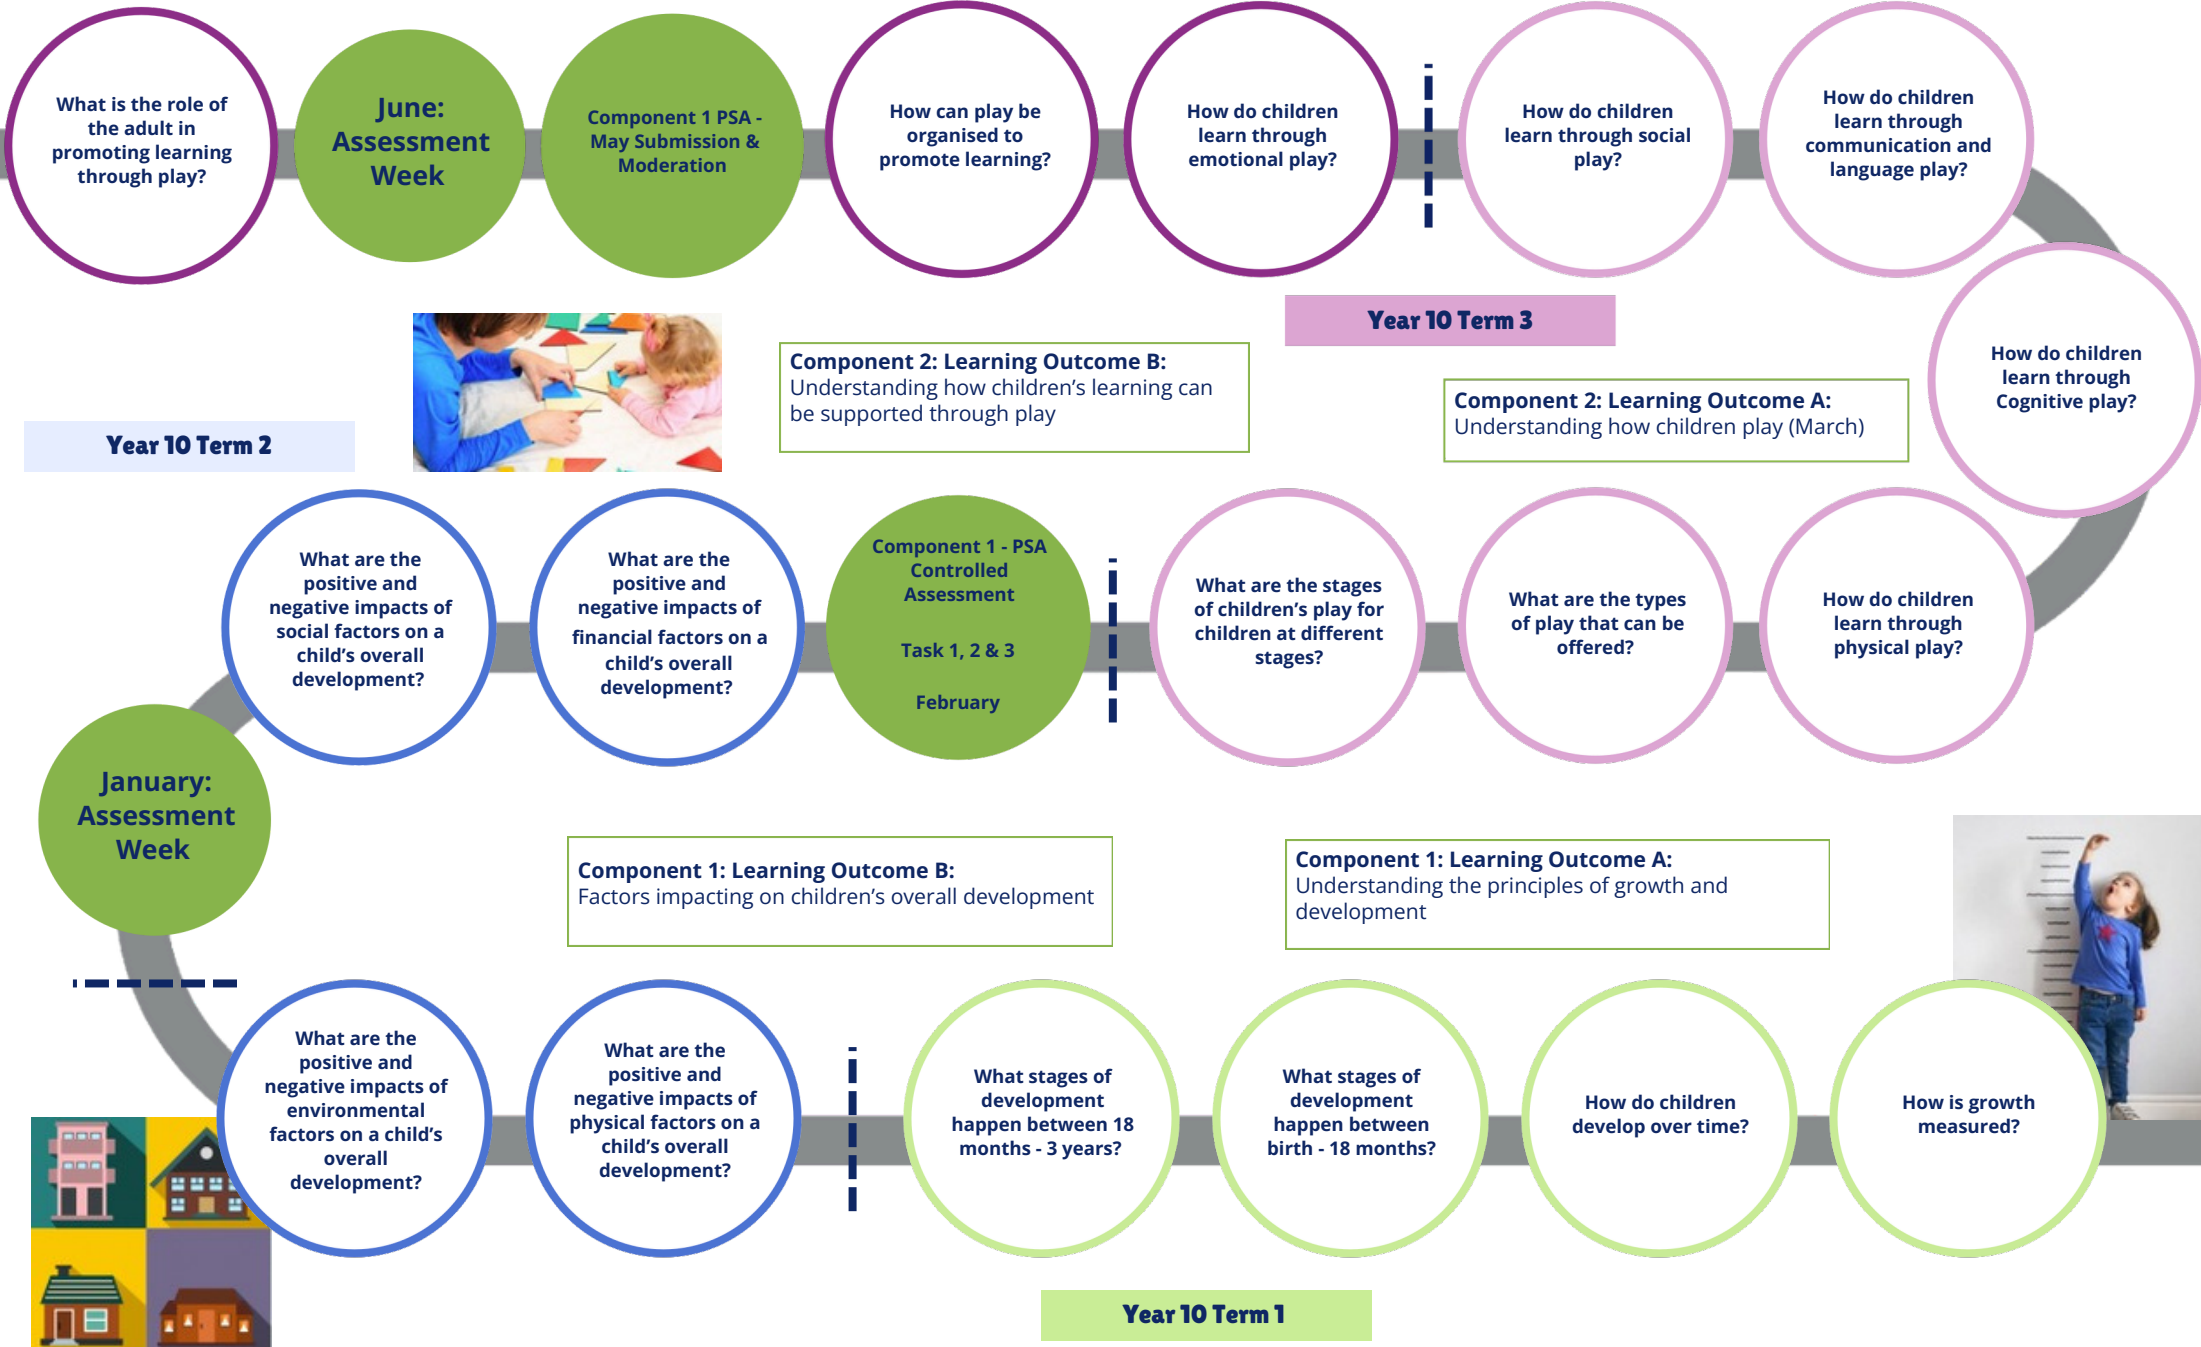 What is the role of
the adult in
promoting learning
through play?
June:
Assessment
Week
Component 1 PSA -
May Submission &
Moderation
How can play be
organised to
promote learning?
How do children
learn through
emotional play?
How do children
learn through social
play?
How do children
learn through
communication and
language play?
Year 10 Term 3
How do children
learn through
Cognitive play?
Component 2: Learning Outcome B:
Understanding how children’s learning can
be supported through play
Component 2: Learning Outcome A:
Understanding how children play (March)
Year 10 Term 2
What are the
positive and
negative impacts of
social factors on a
child’s overall
development?
What are the
positive and
negative impacts of
financial factors on a
child’s overall
development?
Component 1 - PSA
Controlled
Assessment
Task 1, 2 & 3
February
What are the stages
of children’s play for
children at different
stages?
What are the types
of play that can be
offered?
How do children
learn through
physical play?
January:
Assessment
Week
Component 1: Learning Outcome B:
Factors impacting on children’s overall development
Component 1: Learning Outcome A:
Understanding the principles of growth and
development
What are the
positive and
negative impacts of
environmental
factors on a child’s
overall
development?
What are the
positive and
negative impacts of
physical factors on a
child’s overall
development?
What stages of
development
happen between 18
months - 3 years?
What stages of
development
happen between
birth - 18 months?
How do children
develop over time?
How is growth
measured?
Year 10 Term 1